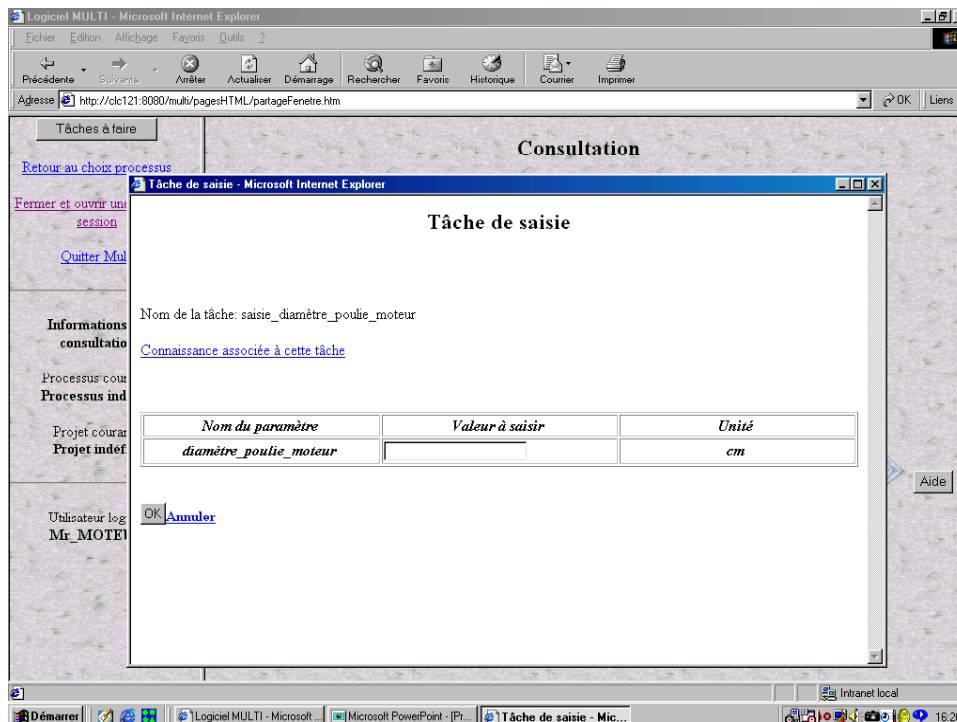 Logiciel MULTI - Microsoft Internet Explorer
Fichier Edition Affichage Favoris Outils ?
Précédente Suivante Arrêter Actualiser Démarrage Rechercher Favoris Historique Courrier Imprimer
Adresse http://clc121:8080/multi/pagesHTML/partageFenetre.htm OK Liens
Tâches à faire
Consultation
Retour au choix processus
Fermer et ouvrir une
session
Quitter Mul
Informations
consultatio
Processus cour
Processus ind
Projet couran
Projet indéf
Utilisateur log
Tâche de saisie - Microsoft Internet Explorer
Tâche de saisie
Nom de la tâche: saisie_diamètre_poulie_moteur
Connaissance associée à cette tâche
Nom du paramètre Valeur à saisir Unité
diamètre_poulie_moteur cm
OK Annuler
Aide
Intranet local
Démarrer Logiciel MULTI - Microsoft ... Microsoft PowerPoint - [Pr... Tâche de saisie - Mic...